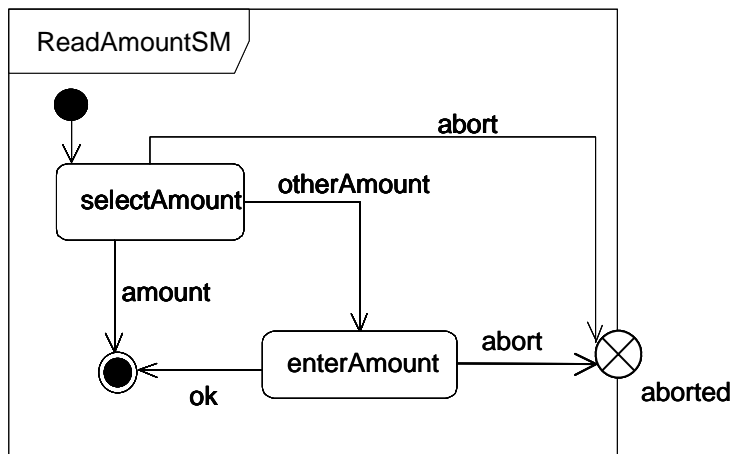 ReadAmountSM
abort
otherAmount
selectAmount
amount
abort
enterAmount
ok
aborted